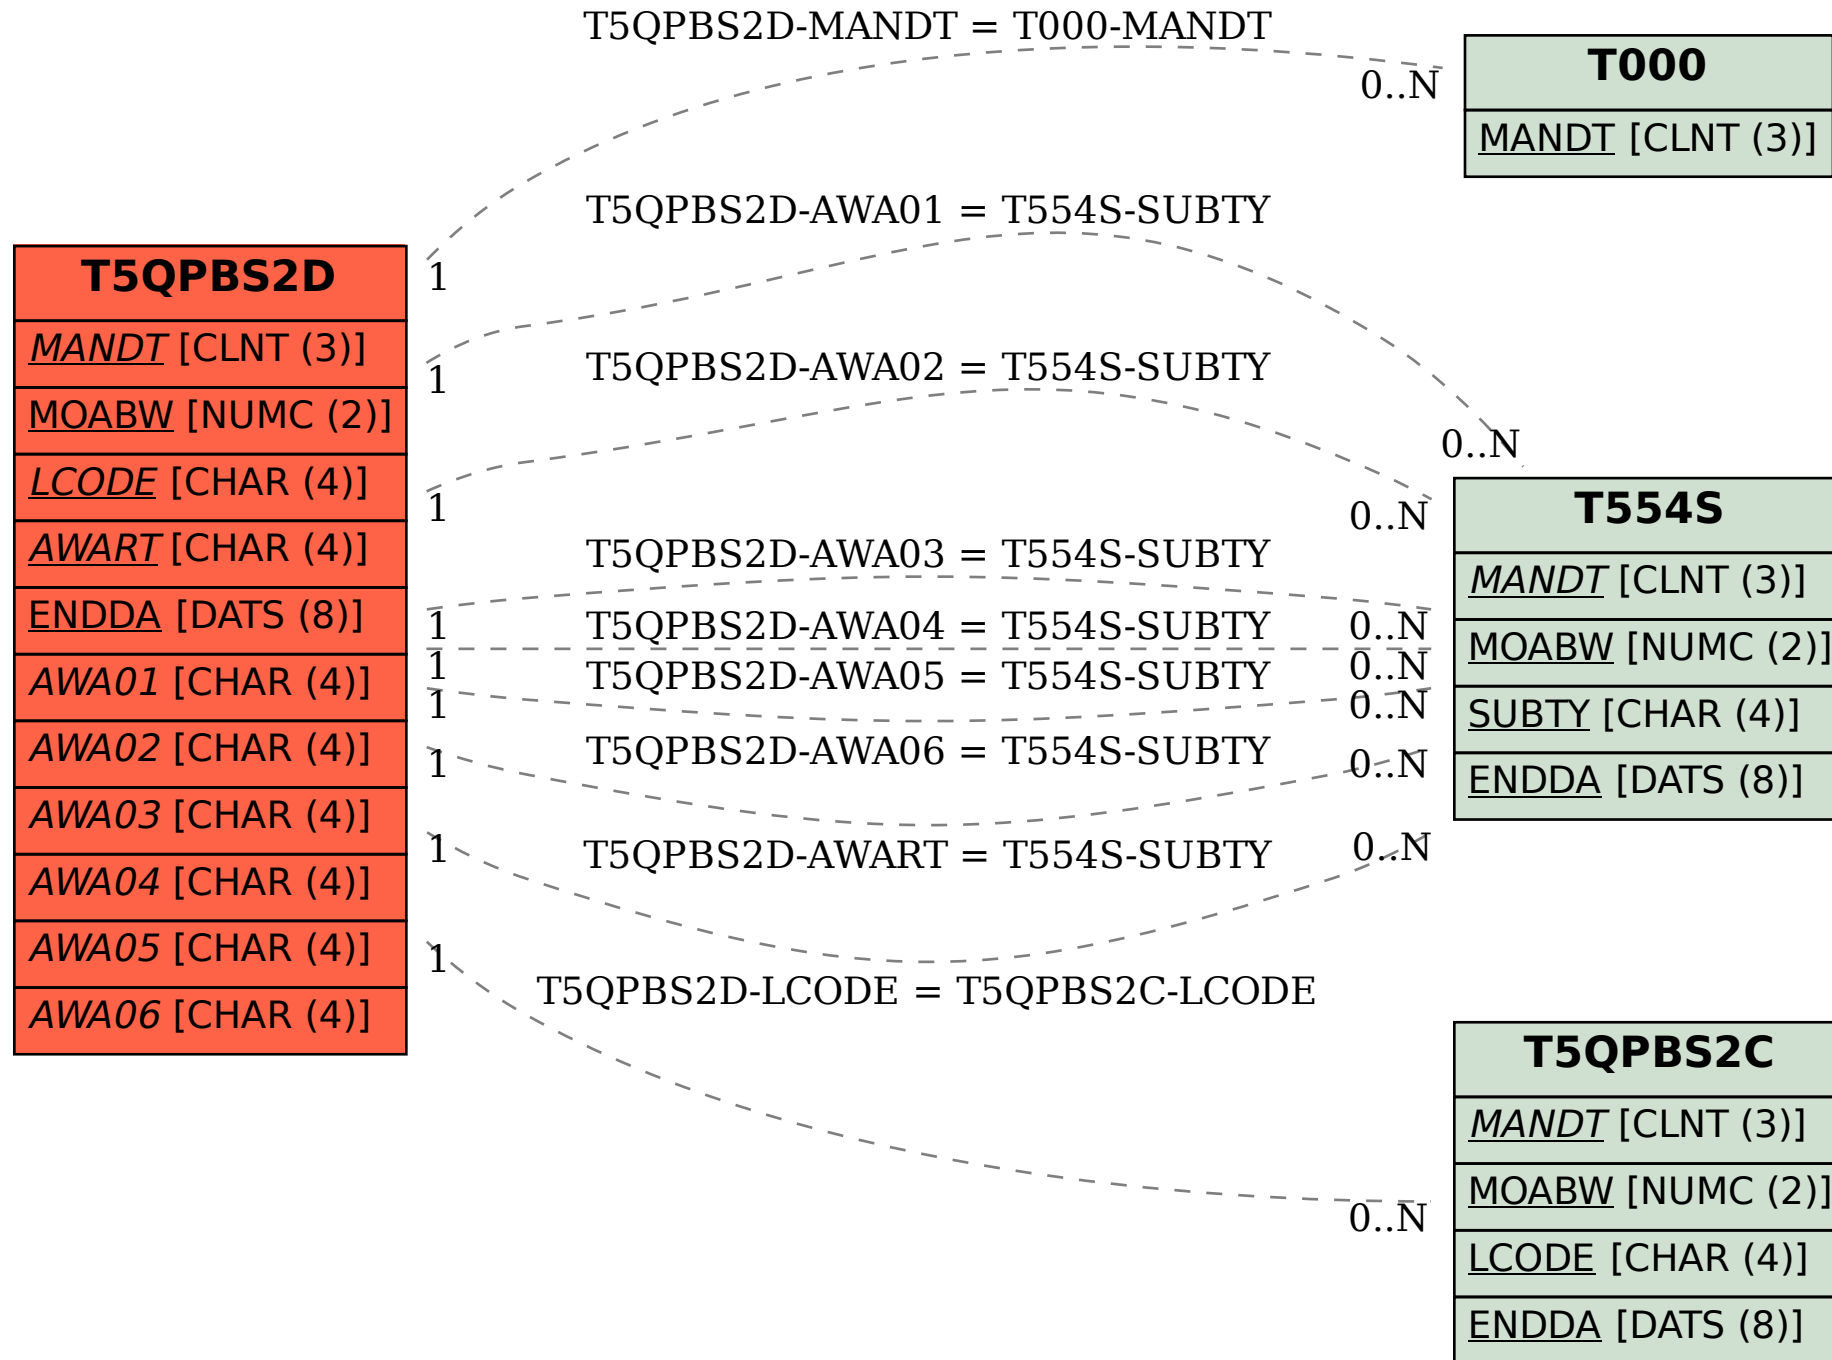 T5QPBS2D-MANDT = T000-MANDT
0..N
T000
MANDT [CLNT (3)]
T5QPBS2D-AWA01 = T554S-SUBTY
T5QPBS2D
MANDT [CLNT (3)]
MOABW [NUMC (2)]
LCODE [CHAR (4)]
AWART [CHAR (4)]
ENDDA [DATS (8)]
AWA01 [CHAR (4)]
AWA02 [CHAR (4)]
AWA03 [CHAR (4)]
AWA04 [CHAR (4)]
AWA05 [CHAR (4)]
AWA06 [CHAR (4)]
1
1
T5QPBS2D-AWA02 = T554S-SUBTY
0..N
1
0..N
T5QPBS2D-AWA03 = T554S-SUBTY
1
T5QPBS2D-AWA04 = T554S-SUBTY
0..N
1
T5QPBS2D-AWA05 = T554S-SUBTY
0..N
1
0..N
T5QPBS2D-AWA06 = T554S-SUBTY
1
0..N
1
T5QPBS2D-AWART = T554S-SUBTY
0..N
1
T5QPBS2D-LCODE = T5QPBS2C-LCODE
0..N
T554S
MANDT [CLNT (3)]
MOABW [NUMC (2)]
SUBTY [CHAR (4)]
ENDDA [DATS (8)]
T5QPBS2C
MANDT [CLNT (3)]
MOABW [NUMC (2)]
LCODE [CHAR (4)]
ENDDA [DATS (8)]